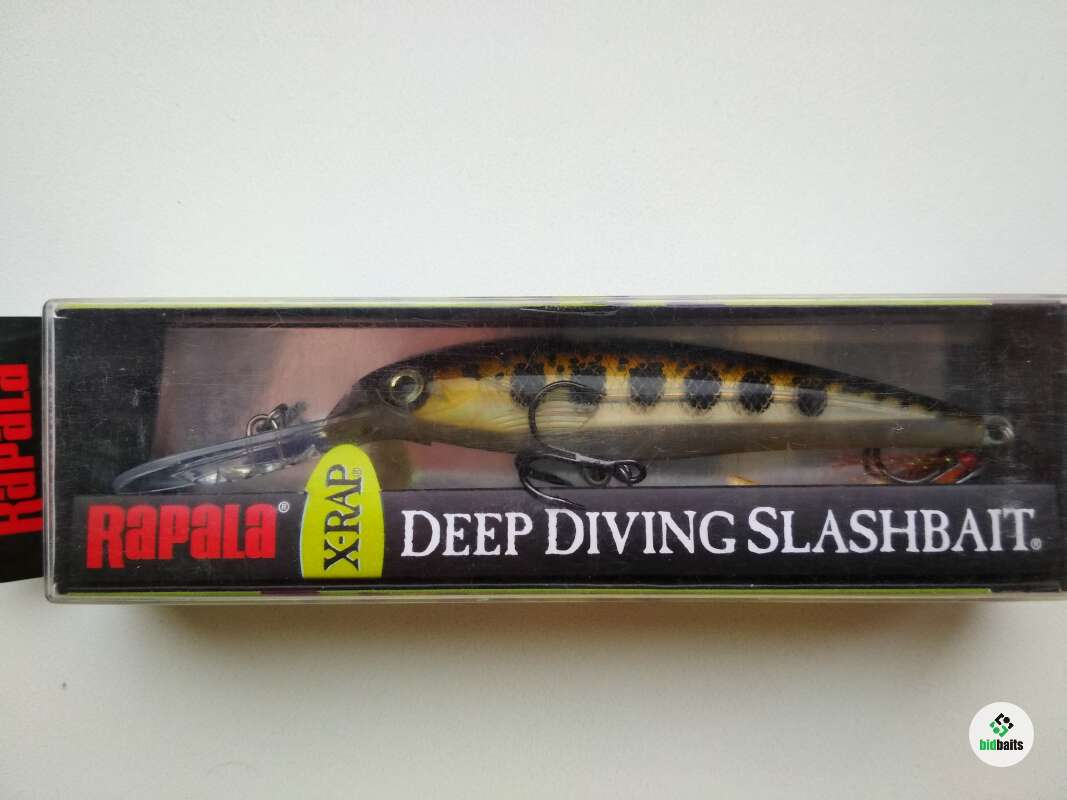 RAPALA
RAPALA®
X-RAP®
DEEP DIVING SLASHBAIT®
bidbaits